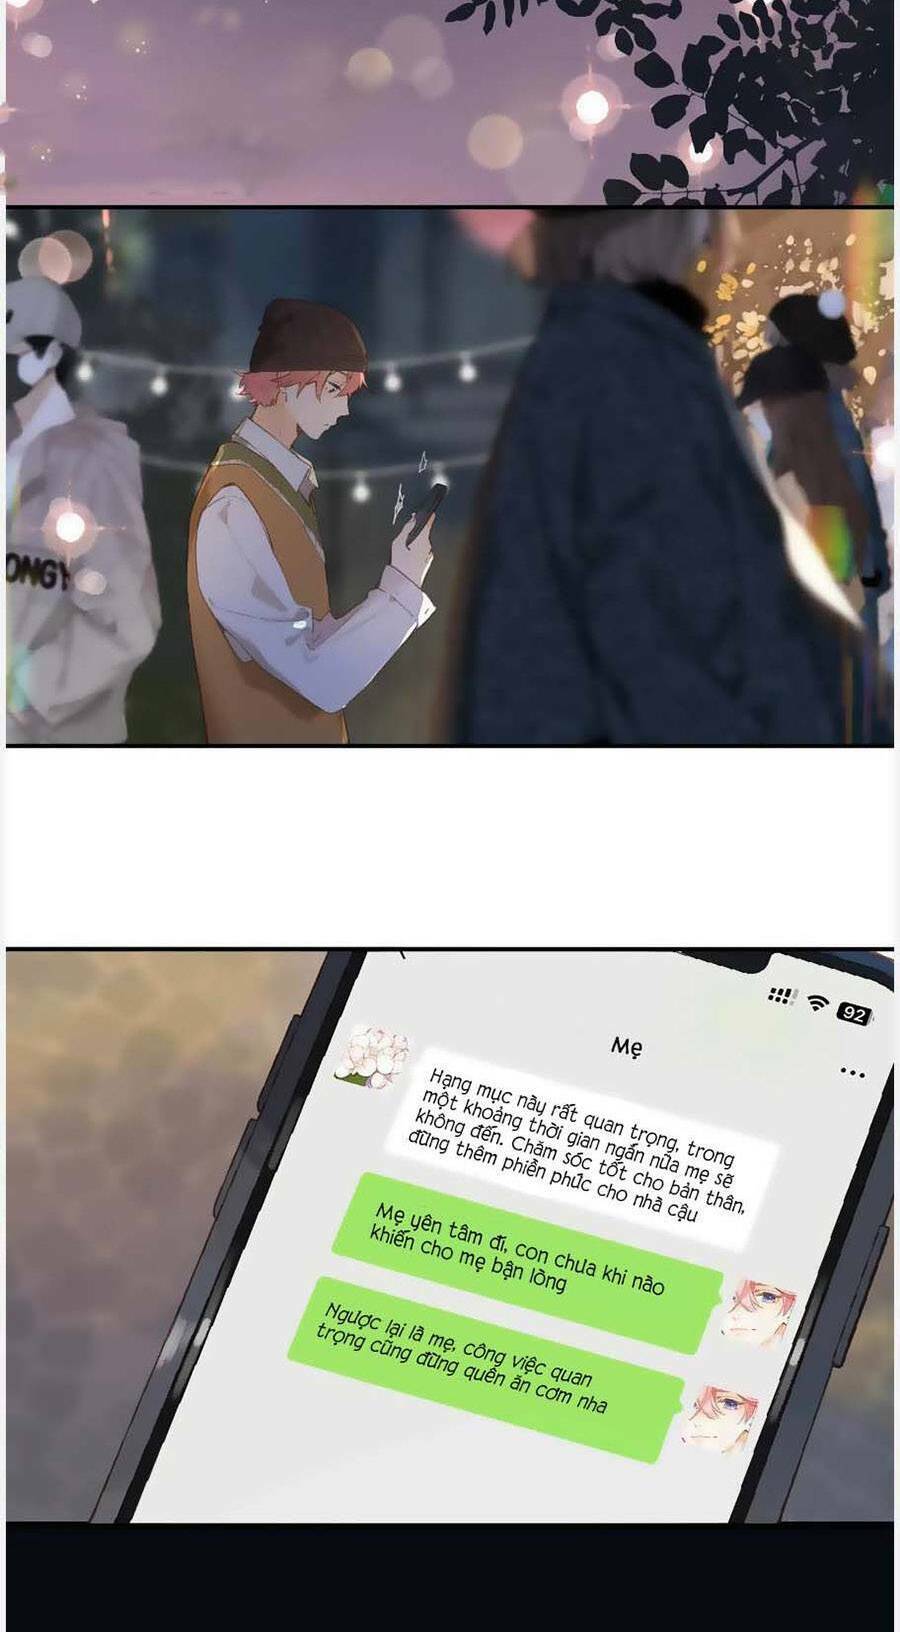 ONGY
92
Mẹ
Hạng mục này rất quan trọng, trong
một khoảng thời gian ngắn nữa mẹ sẽ
không đến. Chăm sóc tốt cho bản thân,
đừng thêm phiền phức cho nhà cậu
Mẹ yên tâm đi, con chưa khi nào
khiến cho mẹ bận lòng
Ngược lại là mẹ, công việc quan
trọng cũng đừng quên ăn cơm nha